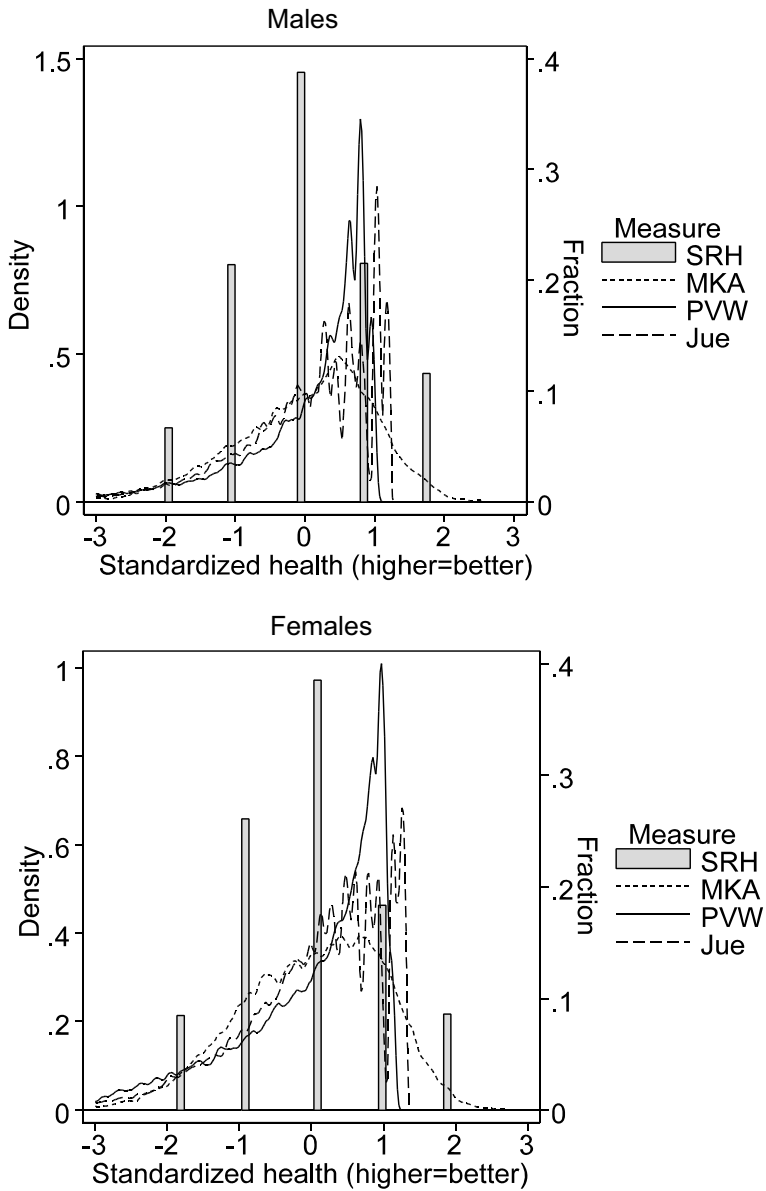 Males
1.5
1
.5
0
Density
.4
.3
.2
.1
0
Fraction
-3 -2 -1 0 1 2 3
Standardized health (higher=better)
Measure
SRH
MKA
PVW
Jue
Females
1
.8
.6
.4
.2
0
Density
.4
.3
.2
.1
0
Fraction
-3 -2 -1 0 1 2 3
Standardized health (higher=better)
Measure
SRH
MKA
PVW
Jue